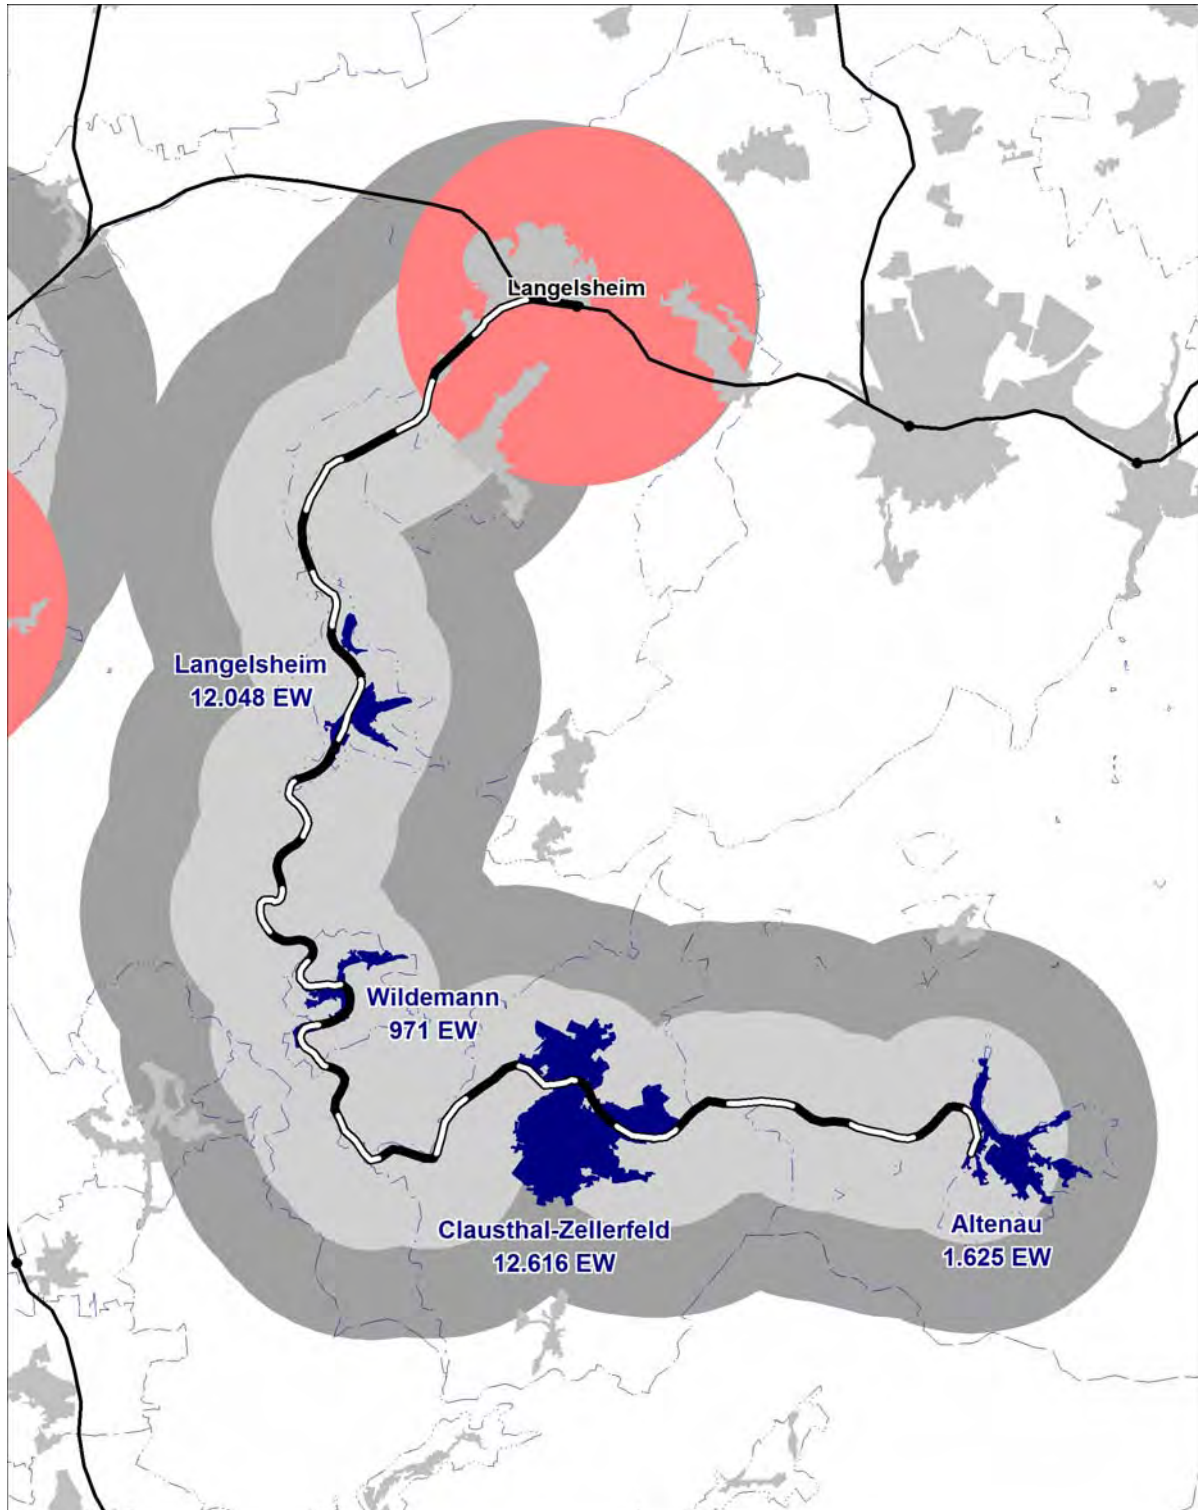 Langelsheim
Langelsheim
12.048 EW
Wildemann
971 EW
Clausthal-Zellerfeld
12.616 EW
Altenau
1.625 EW